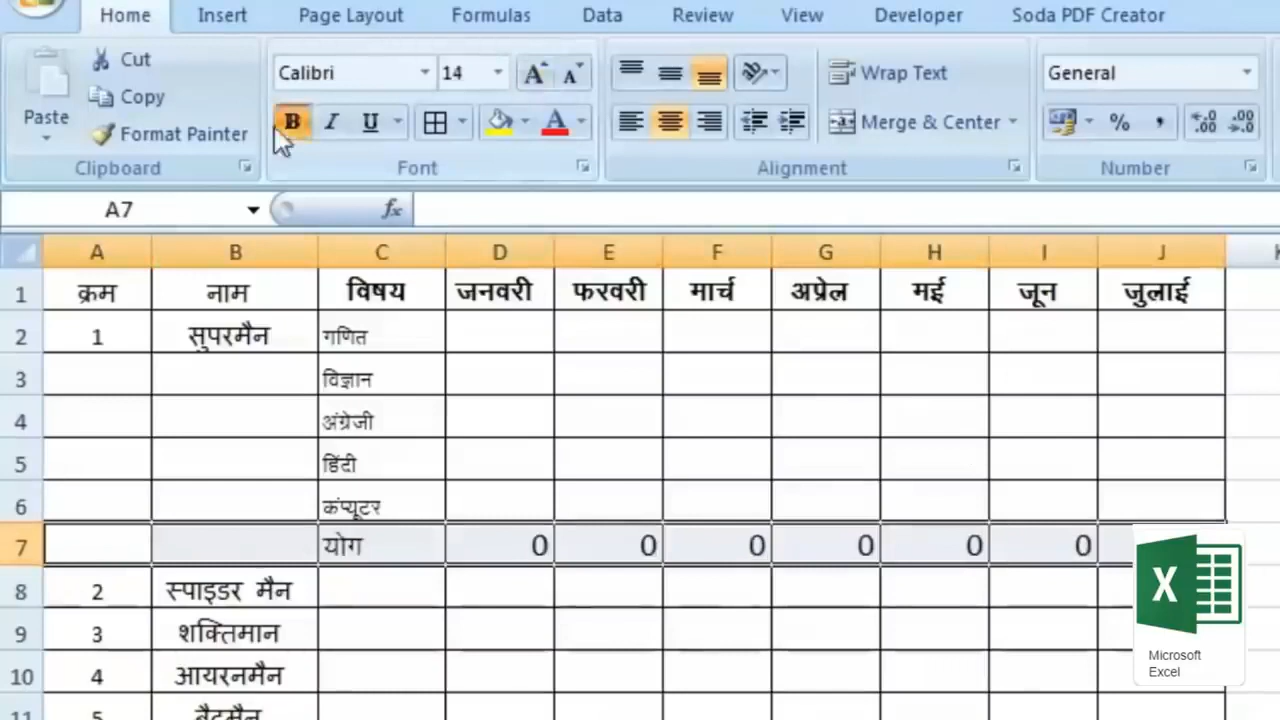 Home Insert Page Layout Formulas Data Review View Developer Soda PDF Creator
Cut
Calibri 14 Wrap Text General
Copy
Paste
Format Painter B I U A Merge & Center % ,
Clipboard Font Alignment Number
A7 fx
A B C D E F G H I J
1 क्रम नाम विषय जनवरी फरवरी मार्च अप्रेल मई जून जुलाई
2 1 सुपरमैन गणित
3 विज्ञान
4 अंग्रेजी
5 हिंदी
6 कंप्यूटर
7 योग 0 0 0 0 0 0
8 2 स्पाइडर मैन
9 3 शक्तिमान
10 4 आयरनमैन
11 5 बैटमैन
Microsoft
Excel